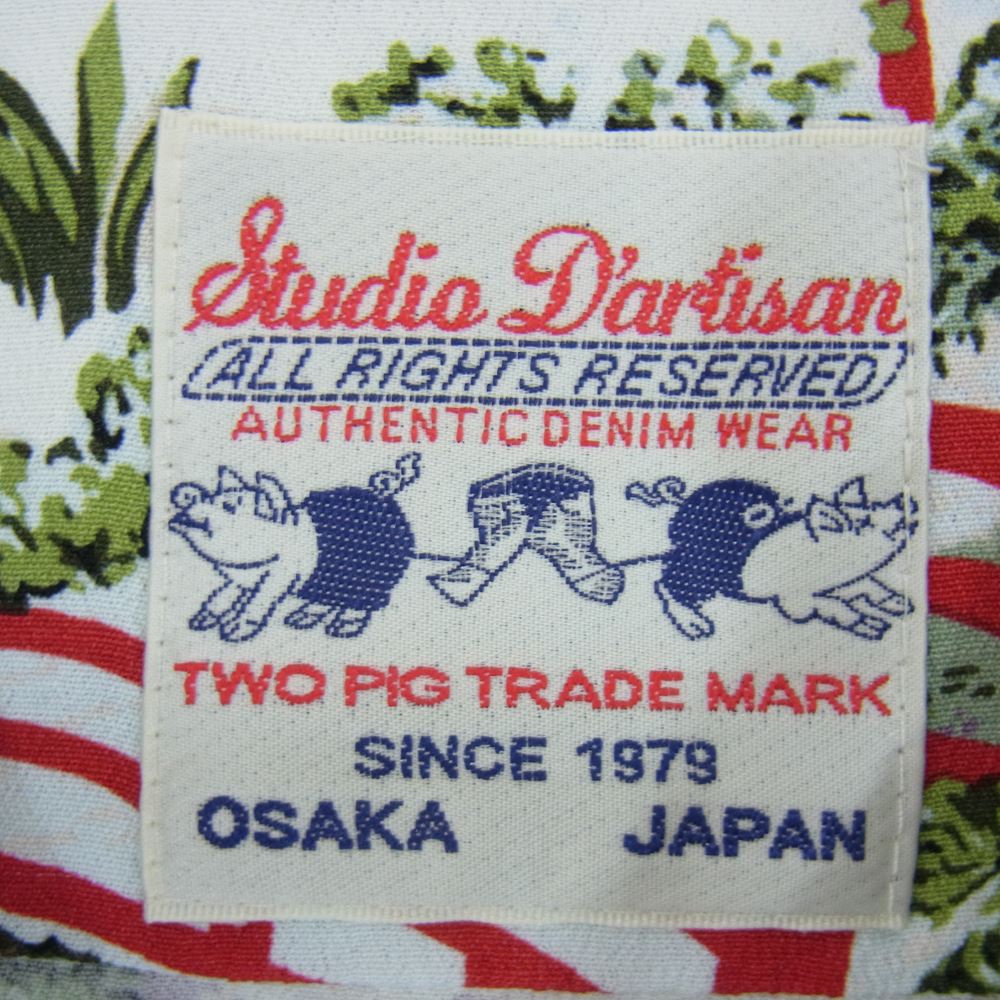 Studio D'artisan
ALL RIGHTS RESERVED
AUTHENTIC DENIM WEAR
TWO PIG TRADE MARK
SINCE 1979
OSAKA JAPAN